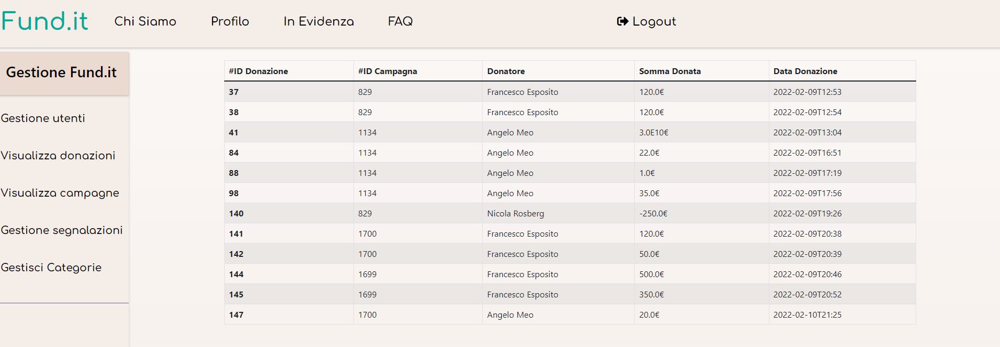 Fund.it Chi Siamo Profilo In Evidenza FAQ Logout
Gestione Fund.it
Gestione utenti
Visualizza donazioni
Visualizza campagne
Gestione segnalazioni
Gestisci Categorie
#ID Donazione #ID Campagna Donatore Somma Donata Data Donazione
37 829 Francesco Esposito 120.0€ 2022-02-09T12:53
38 829 Francesco Esposito 120.0€ 2022-02-09T12:54
41 1134 Angelo Meo 3.0E10€ 2022-02-09T13:04
84 1134 Angelo Meo 22.0€ 2022-02-09T16:51
88 1134 Angelo Meo 1.0€ 2022-02-09T17:19
98 1134 Angelo Meo 35.0€ 2022-02-09T17:56
140 829 Nicola Rosberg -250.0€ 2022-02-09T19:26
141 1700 Francesco Esposito 120.0€ 2022-02-09T20:38
142 1700 Francesco Esposito 50.0€ 2022-02-09T20:39
144 1699 Francesco Esposito 500.0€ 2022-02-09T20:46
145 1699 Francesco Esposito 350.0€ 2022-02-09T20:52
147 1700 Angelo Meo 20.0€ 2022-02-10T21:25